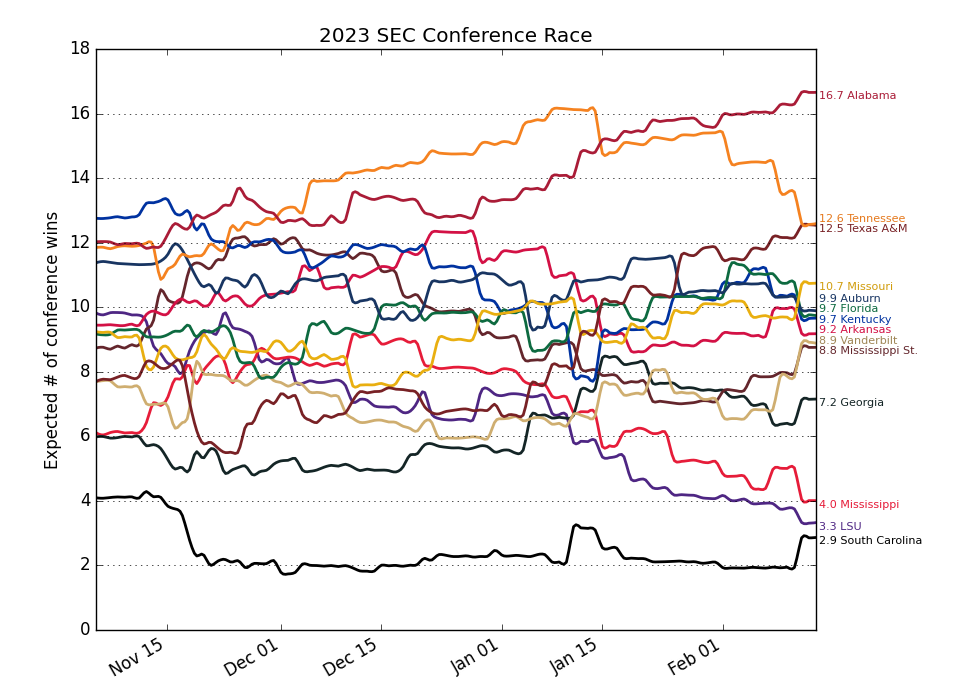 2023 SEC Conference Race
Expected # of conference wins
18
16
14
12
10
8
6
4
2
0
16.7 Alabama
12.6 Tennessee
12.5 Texas A&M
10.7 Missouri
9.9 Auburn
9.7 Florida
9.7 Kentucky
9.2 Arkansas
8.9 Vanderbilt
8.8 Mississippi St.
7.2 Georgia
4.0 Mississippi
3.3 LSU
2.9 South Carolina
Nov 15
Dec 01
Dec 15
Jan 01
Jan 15
Feb 01